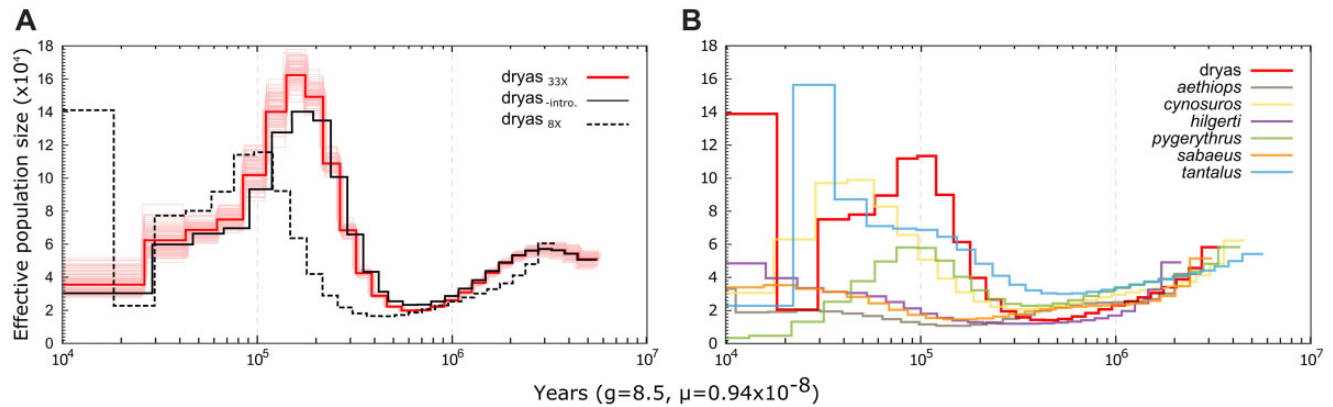 A
B
Effective population size (x10⁴)
18
16
14
12
10
8
6
4
2
0
10⁴
10⁵
10⁶
10⁷
dryas 33X
dryas -intro.
dryas 8X
18
16
14
12
10
8
6
4
2
0
10⁴
10⁵
10⁶
10⁷
dryas
aethiops
cynosuros
hilgerti
pygerythrus
sabaeus
tantalus
Years (g=8.5, μ=0.94x10⁻⁸)